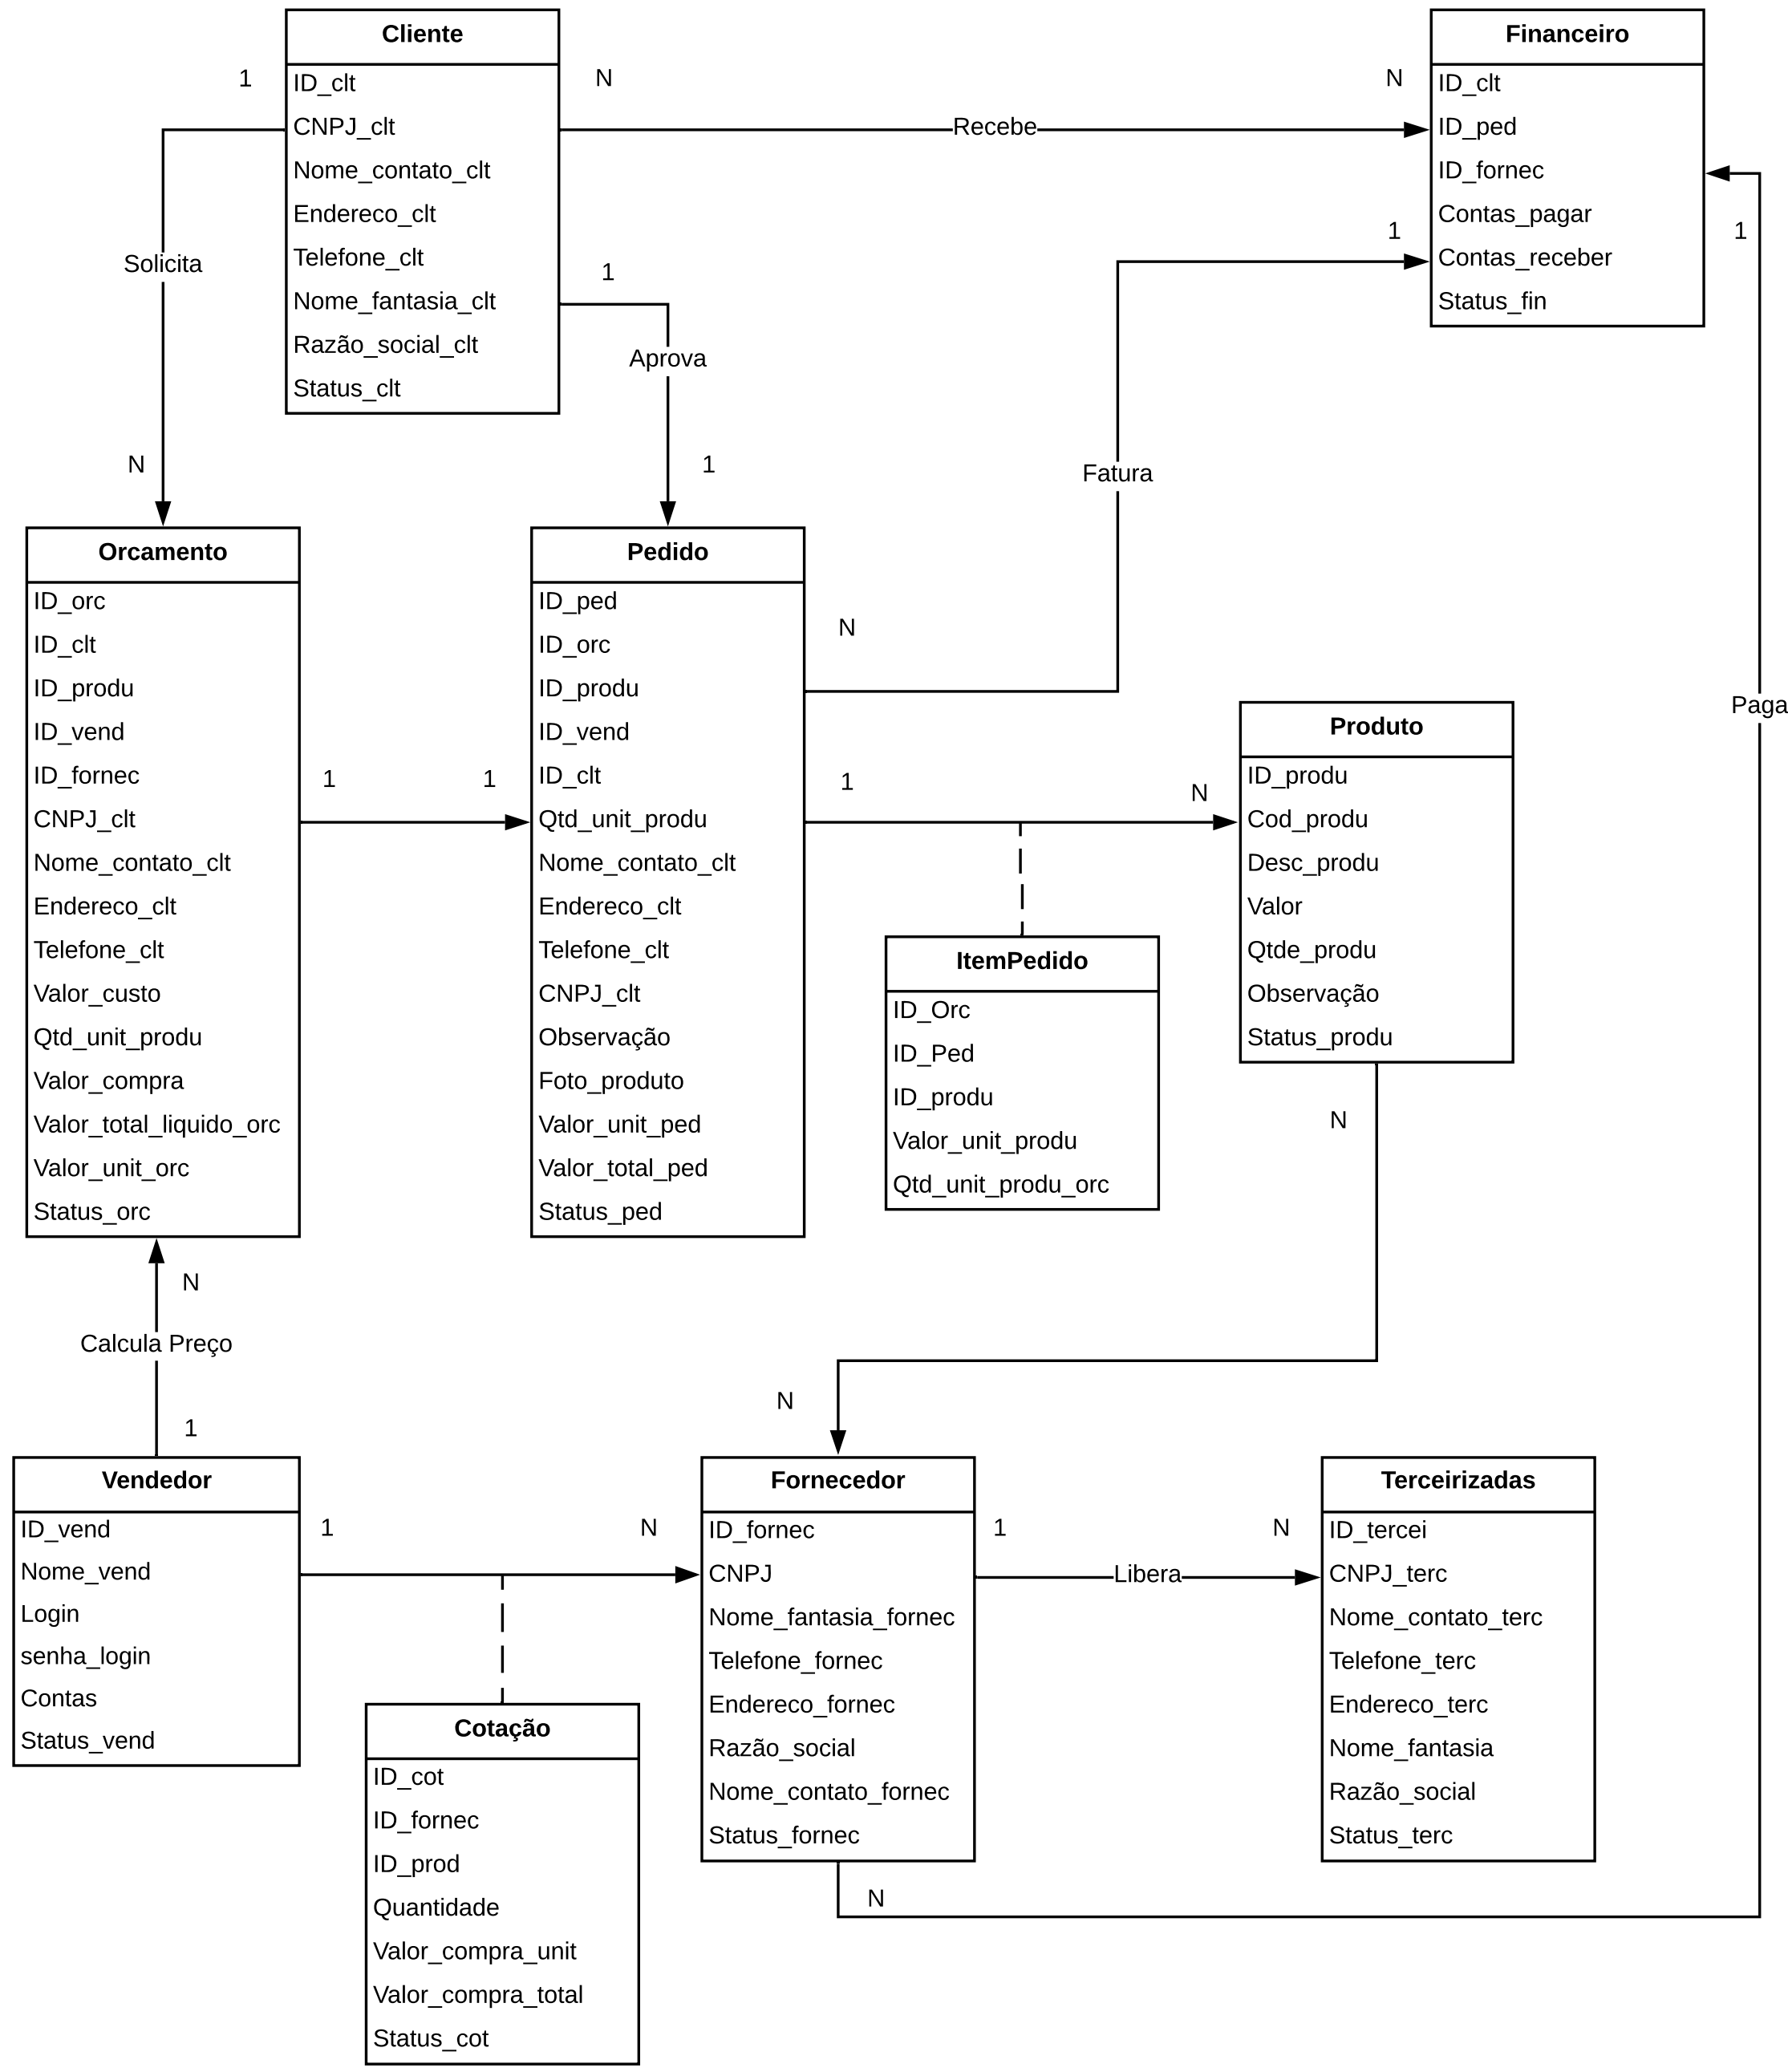 Cliente
ID_clt
CNPJ_clt
Nome_contato_clt
Endereco_clt
Telefone_clt
Nome_fantasia_clt
Razão_social_clt
Status_clt
Financeiro
ID_clt
ID_ped
ID_fornec
Contas_pagar
Contas_receber
Status_fin
1
N
N
Recebe
Solicita
1
1
1
Aprova
N
1
Fatura
Orcamento
ID_orc
ID_clt
ID_produ
ID_vend
ID_fornec
CNPJ_clt
Nome_contato_clt
Endereco_clt
Telefone_clt
Valor_custo
Qtd_unit_produ
Valor_compra
Valor_total_liquido_orc
Valor_unit_orc
Status_orc
Pedido
ID_ped
ID_orc
ID_produ
ID_vend
ID_clt
Qtd_unit_produ
Nome_contato_clt
Endereco_clt
Telefone_clt
CNPJ_clt
Observação
Foto_produto
Valor_unit_ped
Valor_total_ped
Status_ped
N
Paga
1
1
1
N
Produto
ID_produ
Cod_produ
Desc_produ
Valor
Qtde_produ
Observação
Status_produ
ItemPedido
ID_Orc
ID_Ped
ID_produ
Valor_unit_produ
Qtd_unit_produ_orc
N
N
Calcula Preço
N
1
Vendedor
ID_vend
Nome_vend
Login
senha_login
Contas
Status_vend
1
N
Fornecedor
ID_fornec
CNPJ
Nome_fantasia_fornec
Telefone_fornec
Endereco_fornec
Razão_social
Nome_contato_fornec
Status_fornec
1
N
Libera
Terceirizadas
ID_tercei
CNPJ_terc
Nome_contato_terc
Telefone_terc
Endereco_terc
Nome_fantasia
Razão_social
Status_terc
Cotação
ID_cot
ID_fornec
ID_prod
Quantidade
Valor_compra_unit
Valor_compra_total
Status_cot
N